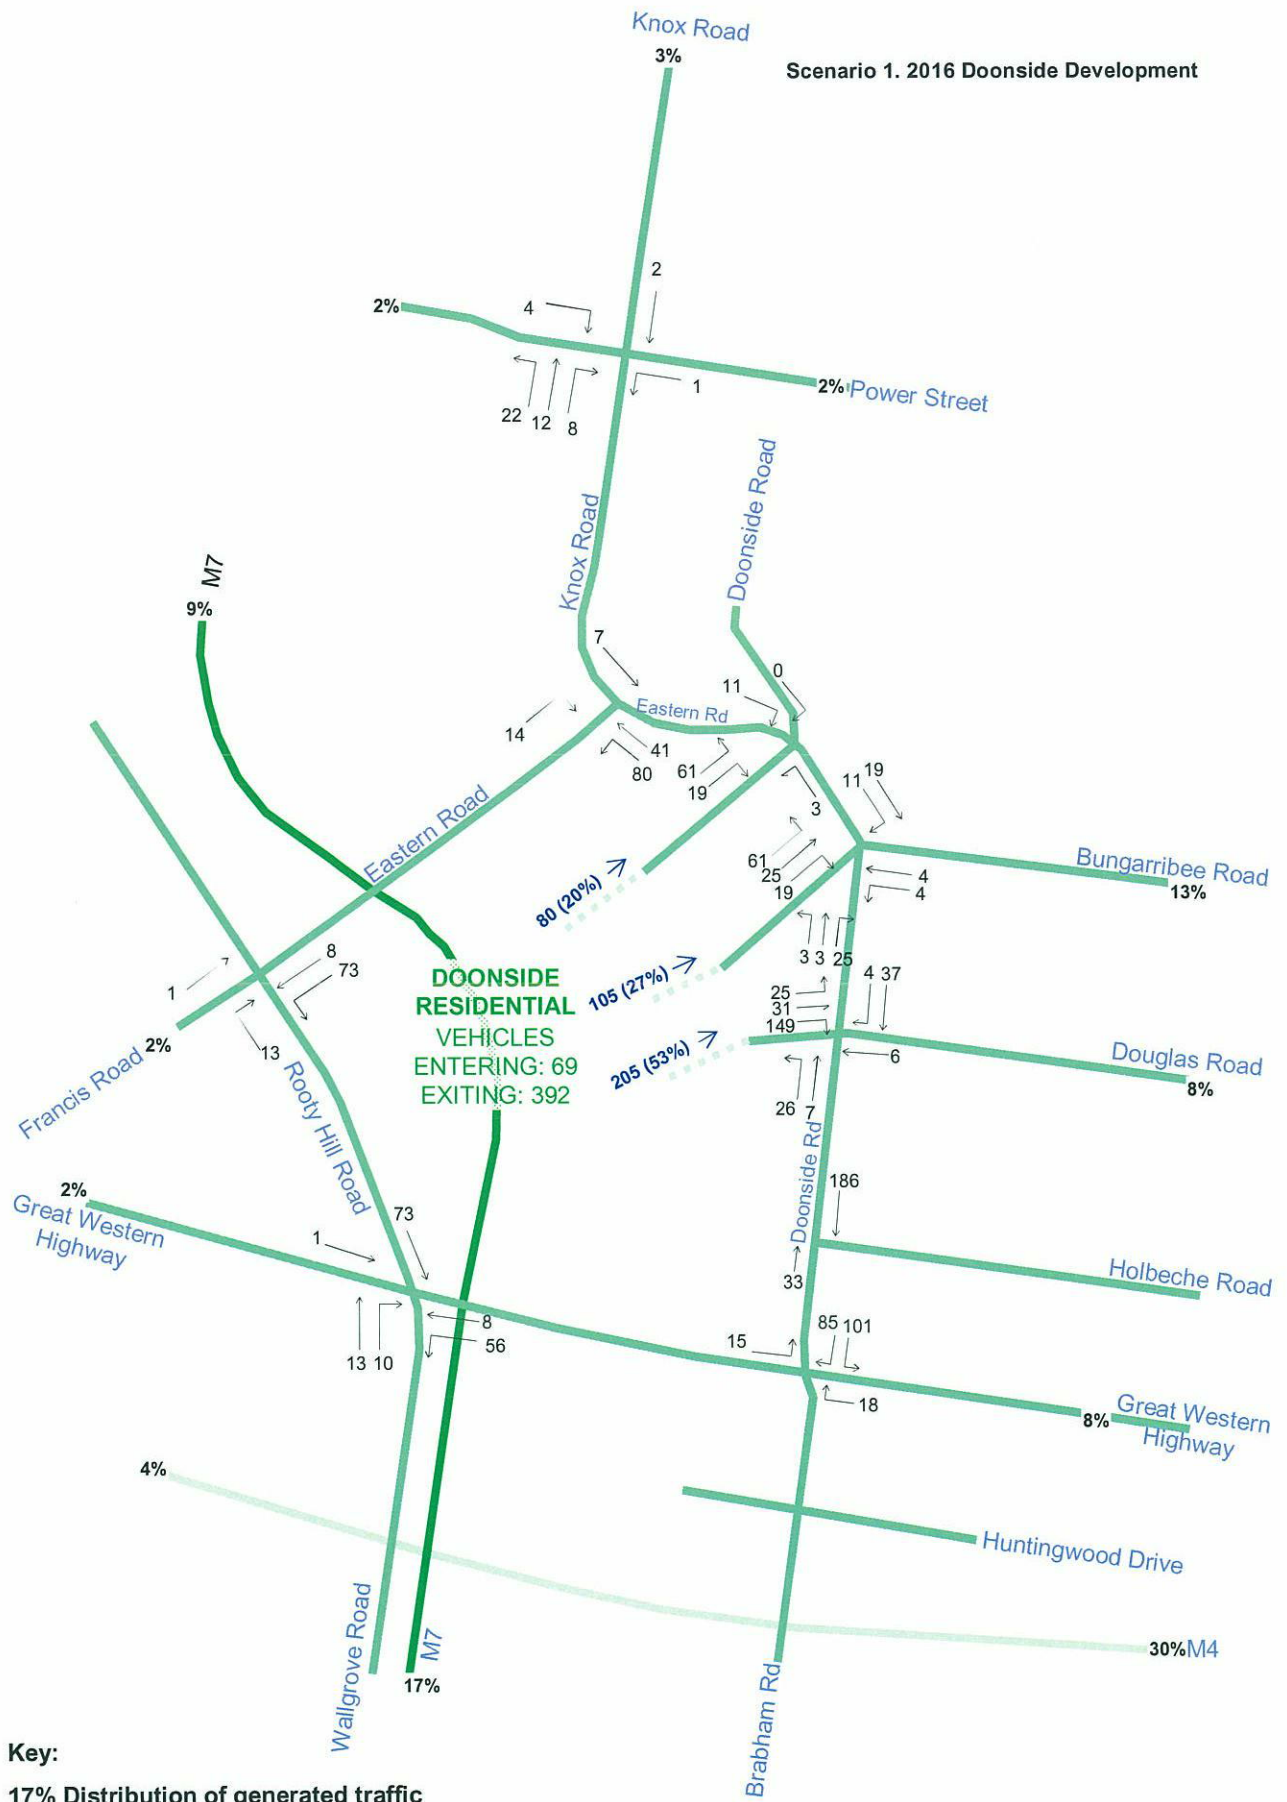 Knox Road
3%
Scenario 1. 2016 Doonside Development
2
2%
4
22
12
8
1
2%
Power Street
Doonside Road
Knox Road
M7
9%
7
0
11
Eastern Rd
14
41
80
61
19
3
11
19
Eastern Road
61
25
19
Bungarribee Road
13%
4
4
80 (20%)
3
3
25
8
73
1
13
DOONSIDE
RESIDENTIAL
VEHICLES
ENTERING: 69
EXITING: 392
105 (27%)
25
31
149
4
37
205 (53%)
6
Douglas Road
8%
2%
Francis Road
Rooty Hill Road
26
7
Doonside Rd
186
2%
Great Western
Highway
1
73
33
Holbeche Road
8
56
13
10
15
85
101
18
8%
Great Western
Highway
4%
Huntingwood Drive
30%
M4
Wallgrove Road
M7
17%
Brabham Rd
Key:
17% Distribution of generated traffic